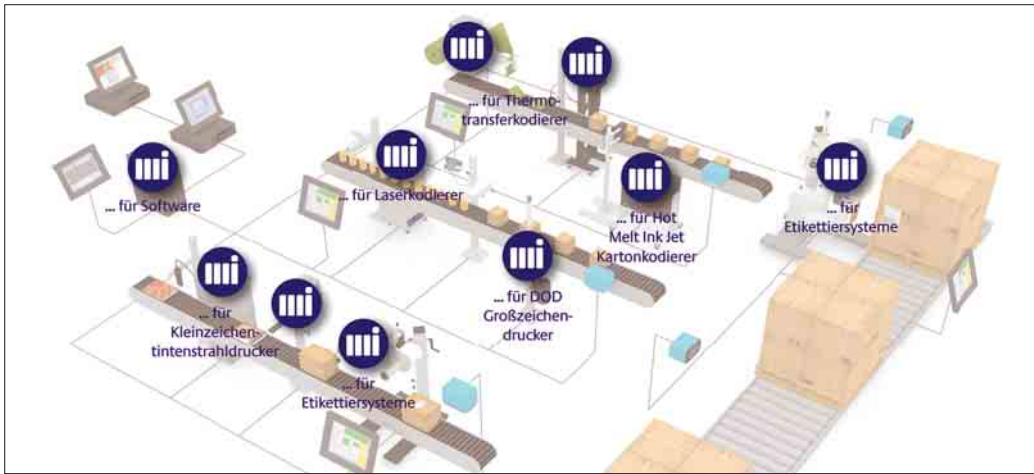 ... für Thermo-
transferkodierer
... für Laserkodierer
... für Software
... für Hot
Melt Ink Jet
Kartonkodierer
... für
Etikettiersysteme
... für
Kleinzeichen-
tintenstrahldrucker
... für DOD
Großzeichen-
drucker
... für
Etikettiersysteme